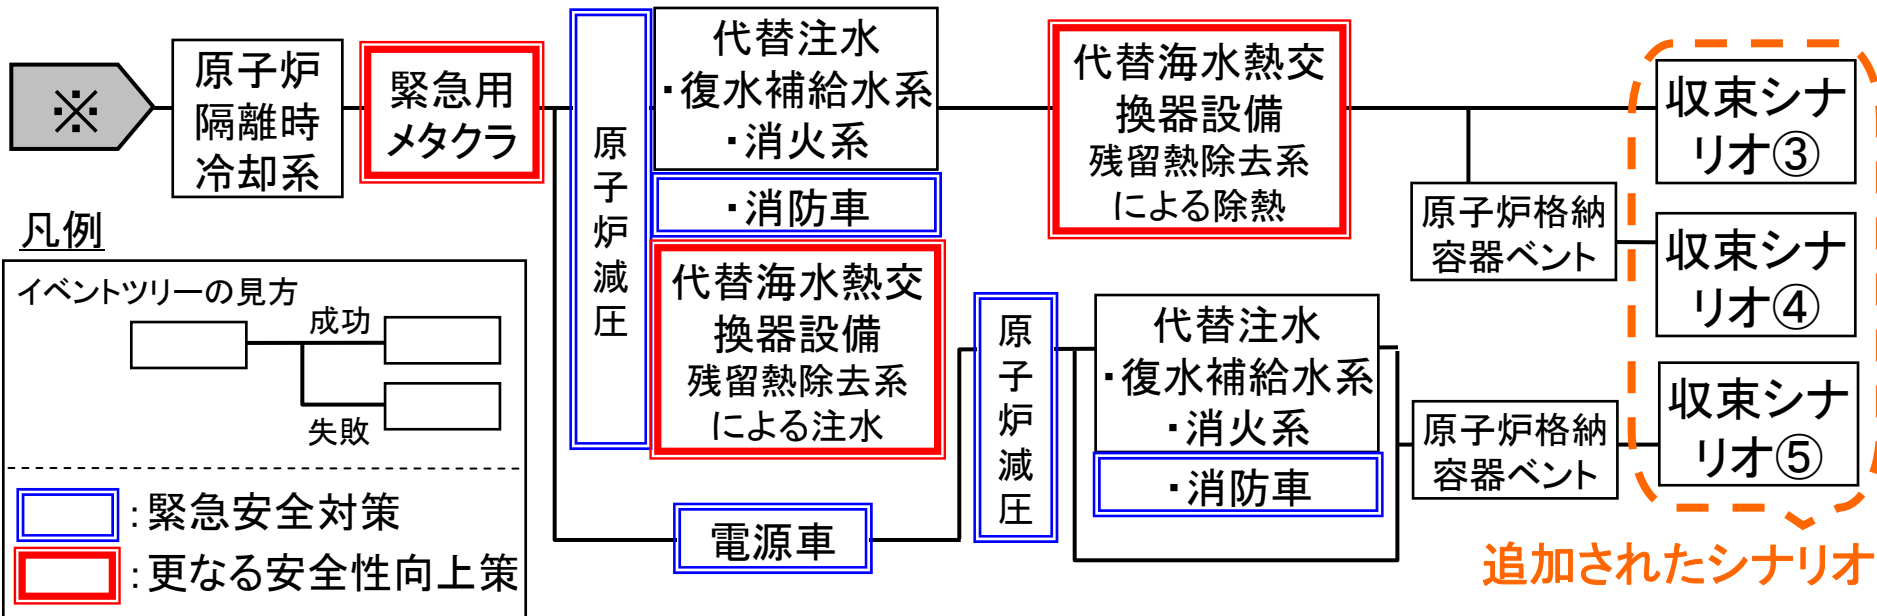 ※
原子炉
隔離時
冷却系
緊急用
メタクラ
原子炉減圧
代替注水
・復水補給水系
・消火系
・消防車
代替海水熱交
換器設備
残留熱除去系
による注水
代替海水熱交
換器設備
残留熱除去系
による除熱
原子炉格納
容器ベント
収束シナ
リオ③
収束シナ
リオ④
電源車
原子炉減圧
代替注水
・復水補給水系
・消火系
・消防車
原子炉格納
容器ベント
収束シナ
リオ⑤
追加されたシナリオ
凡例
イベントツリーの見方
成功
失敗
：緊急安全対策
：更なる安全性向上策